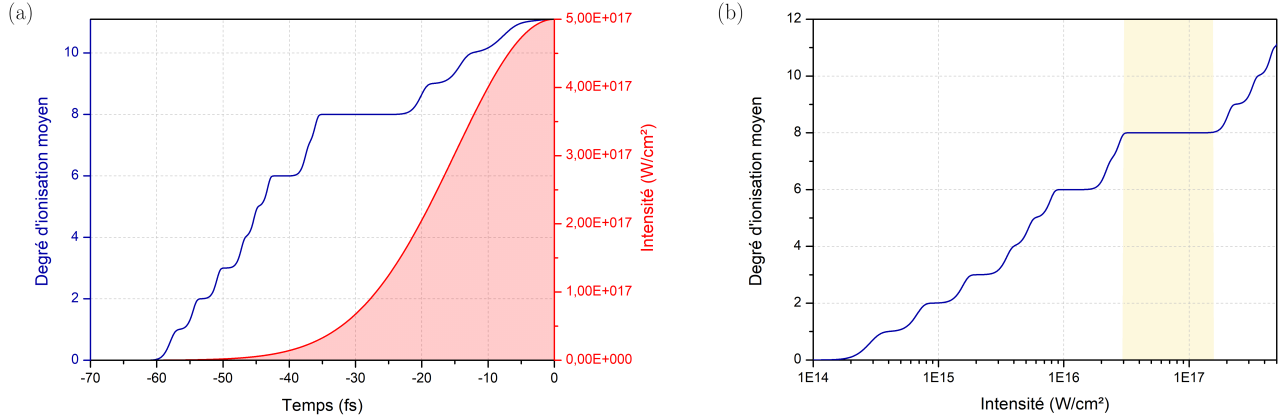 (a)
Degré d'ionisation moyen
10
8
6
4
2
0
-70 -60 -50 -40 -30 -20 -10 0
Temps (fs)
5,00E+017
4,00E+017
3,00E+017
2,00E+017
1,00E+017
0,00E+000
Intensité (W/cm²)
(b)
Degré d'ionisation moyen
12
10
8
6
4
2
0
1E14 1E15 1E16 1E17
Intensité (W/cm²)